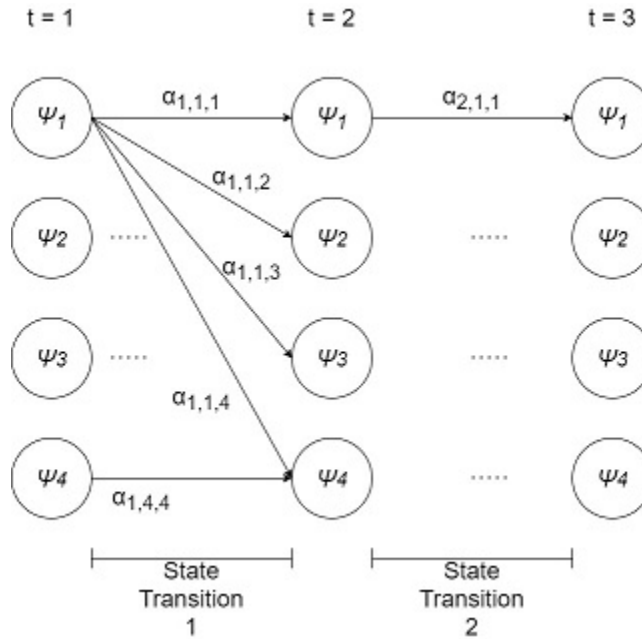 t = 1 t = 2 t = 3
Ψ1 α1,1,1 Ψ1 α2,1,1 Ψ1
α1,1,2
Ψ2 ..... Ψ2 ..... Ψ2
α1,1,3
Ψ3 ..... Ψ3 ..... Ψ3
α1,1,4
Ψ4 Ψ4 ..... Ψ4
α1,4,4
State State
Transition Transition
1 2